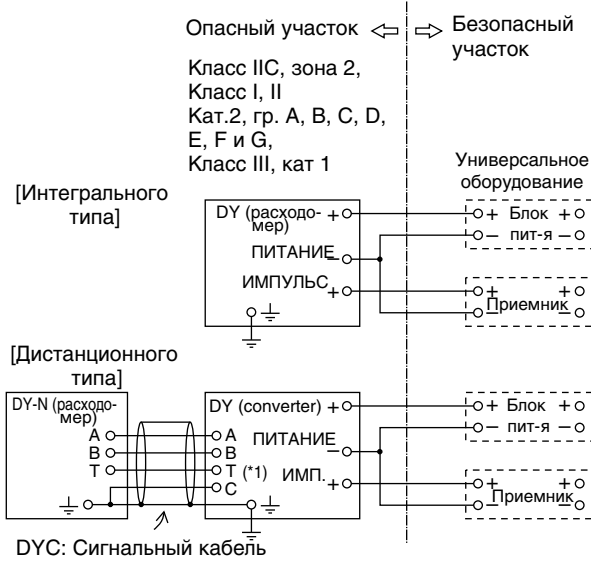 Опасный участок
Безопасный
участок
Класс IIC, зона 2,
Класс I, II
Кат.2, гр. A, B, C, D,
E, F и G,
Класс III, кат 1
Универсальное
оборудование
[Интегрального
типа]
DY (расходо-
мер)
+
ПИТАНИЕ
−
ИМПУЛЬС
+
+ Блок +
− пит-я −
+ +
Приемник
− −
[Дистанционного
типа]
DY-N (расходо-
мер)
A
B
T
DY (converter) +
A
B
T (*1)
C
ПИТАНИЕ
−
ИМП.
+
+ Блок +
− пит-я −
+ +
Приемник
− −
DYC: Сигнальный кабель